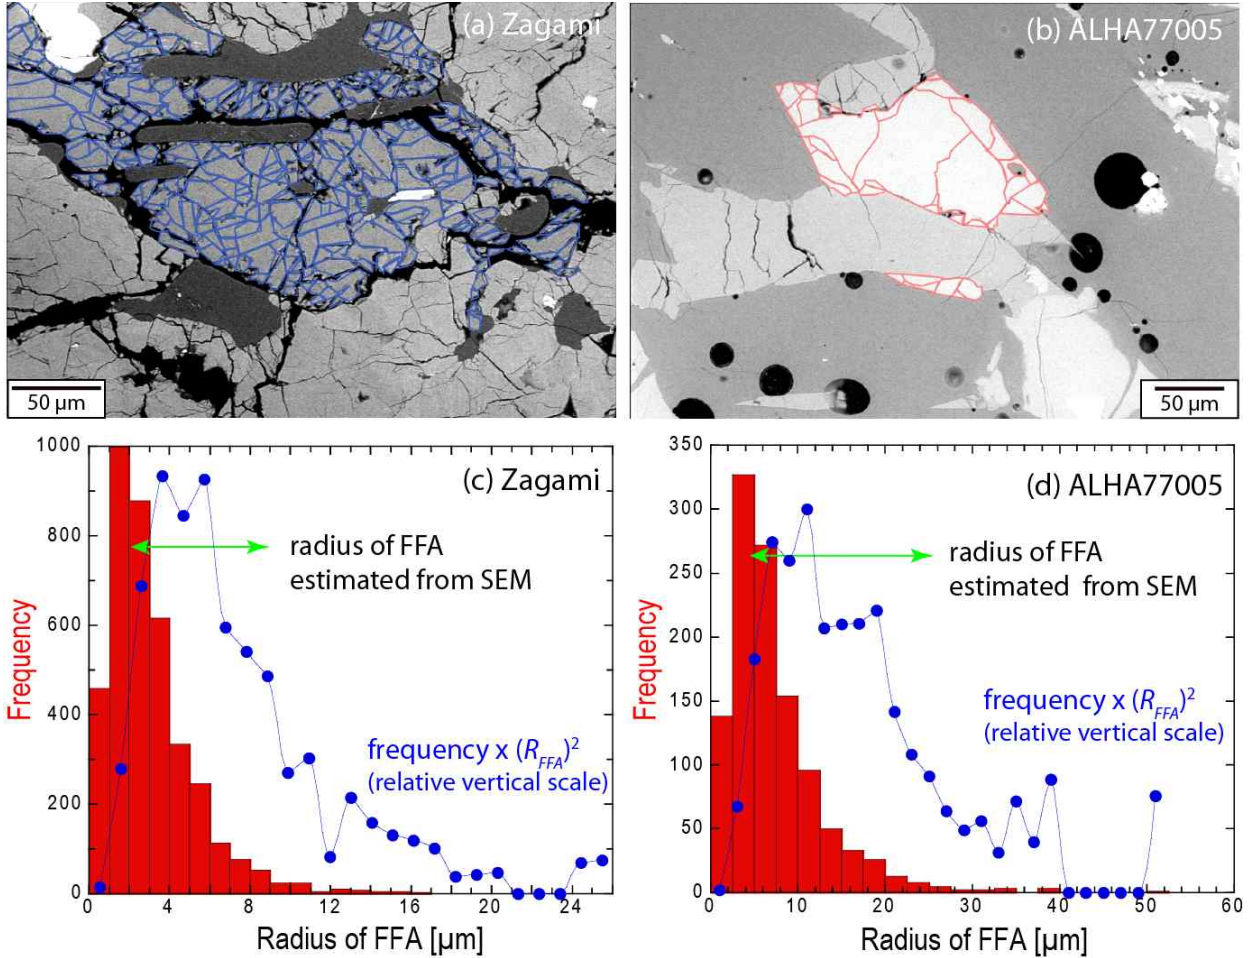 (a) Zagami
50 µm
(b) ALHA77005
50 µm
1000
800
600
400
200
0
Frequency
(c) Zagami
radius of FFA
estimated from SEM
frequency x (R_FFA)²
(relative vertical scale)
0 4 8 12 16 20 24
Radius of FFA [µm]
350
300
250
200
150
100
50
0
Frequency
(d) ALHA77005
radius of FFA
estimated from SEM
frequency x (R_FFA)²
(relative vertical scale)
0 10 20 30 40 50 60
Radius of FFA [µm]